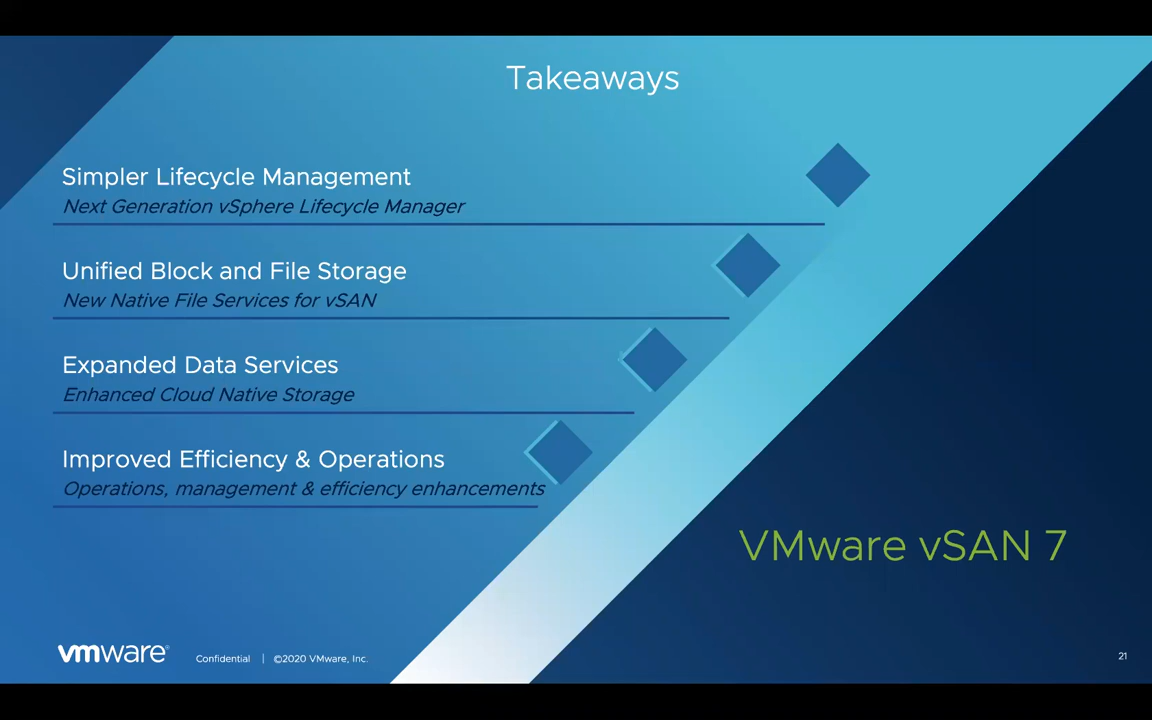 Takeaways
Simpler Lifecycle Management
Next Generation vSphere Lifecycle Manager
Unified Block and File Storage
New Native File Services for vSAN
Expanded Data Services
Enhanced Cloud Native Storage
Improved Efficiency & Operations
Operations, management & efficiency enhancements
VMware vSAN 7
vmware®
Confidential | ©2020 VMware, Inc.
21